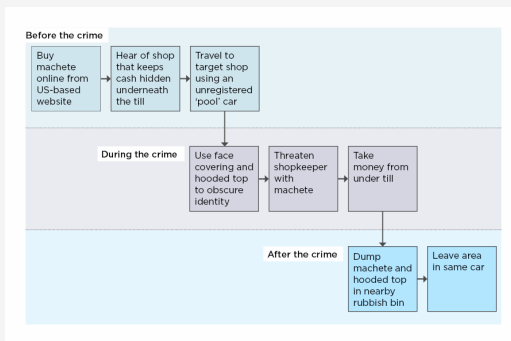 Before the crime
Buy
machete
online from
US-based
website
Hear of shop
that keeps
cash hidden
underneath
the till
Travel to
target shop
using an
unregistered
‘pool’ car
During the crime
Use face
covering and
hooded top
to obscure
identity
Threaten
shopkeeper
with
machete
Take
money from
under till
After the crime
Dump
machete and
hooded top
in nearby
rubbish bin
Leave area
in same car